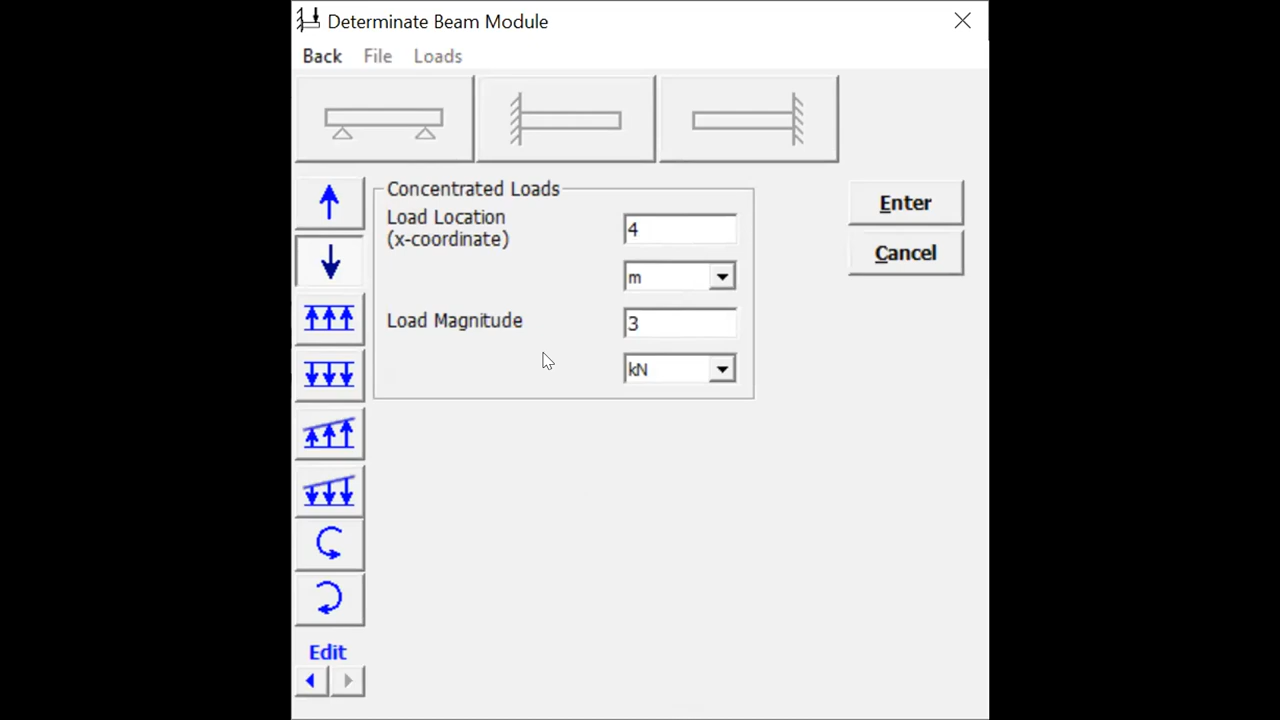 Determinate Beam Module
Back File Loads
Concentrated Loads
Load Location
(x-coordinate)
4
m
Load Magnitude
3
kN
Enter
Cancel
Edit